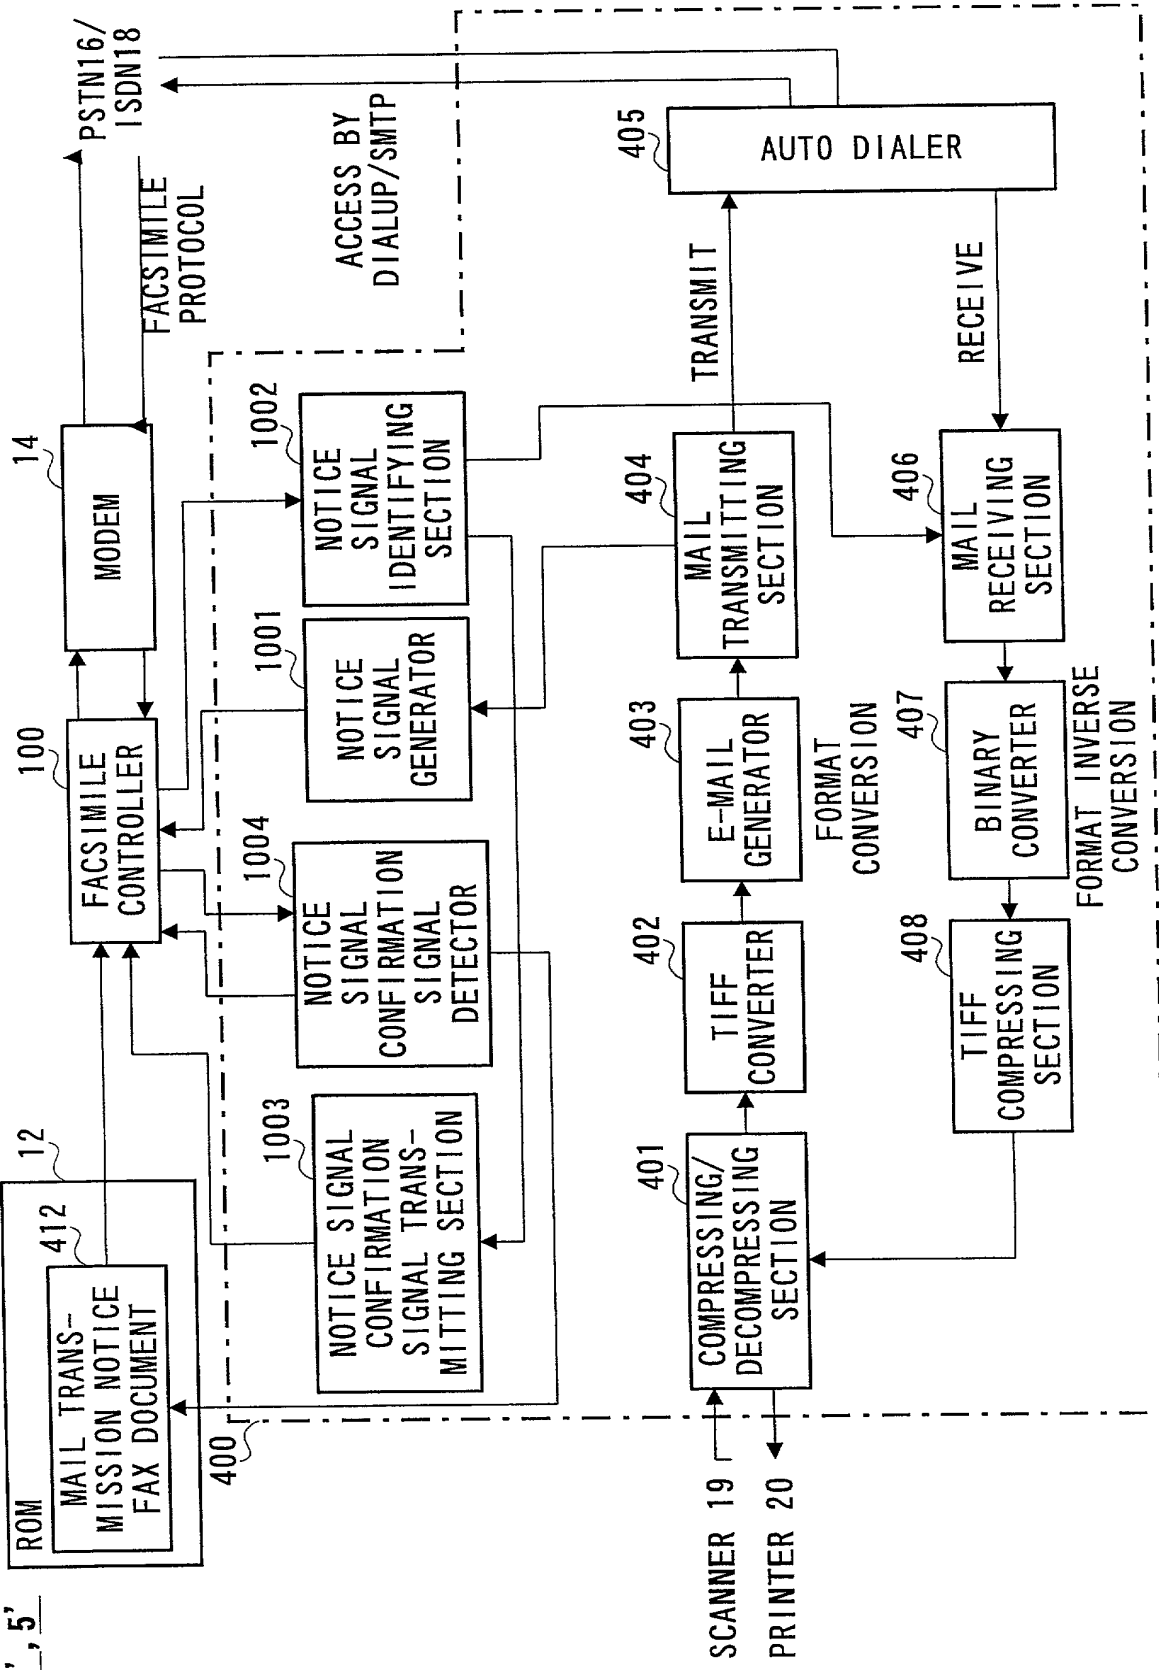 ', 5'
ROM
12
412
MAIL TRANS-
MISSION NOTICE
FAX DOCUMENT
100
FACSIMILE
CONTROLLER
14
MODEM
PSTN16/
ISDN18
FACSIMILE
PROTOCOL
400
1003
NOTICE SIGNAL
CONFIRMATION
SIGNAL TRANS-
MITTING SECTION
1004
NOTICE
SIGNAL
CONFIRMATION
SIGNAL
DETECTOR
1001
NOTICE
SIGNAL
GENERATOR
1002
NOTICE
SIGNAL
IDENTIFYING
SECTION
ACCESS BY
DIALUP/SMTP
SCANNER 19
PRINTER 20
401
COMPRESSING/
DECOMPRESSING
SECTION
402
TIFF
CONVERTER
403
E-MAIL
GENERATOR
FORMAT
CONVERSION
404
MAIL
TRANSMITTING
SECTION
TRANSMIT
405
AUTO DIALER
408
TIFF
COMPRESSING
SECTION
407
BINARY
CONVERTER
FORMAT INVERSE
CONVERSION
406
MAIL
RECEIVING
SECTION
RECEIVE